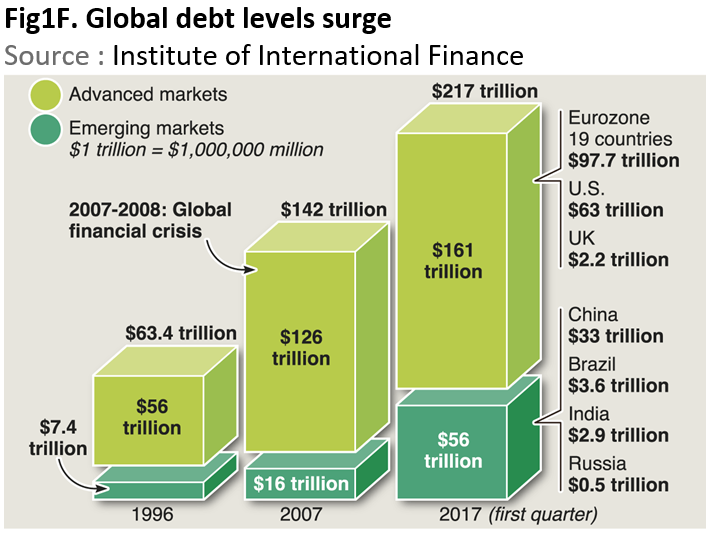 Fig1F. Global debt levels surge
Source : Institute of International Finance
Advanced markets
Emerging markets
$1 trillion = $1,000,000 million
2007-2008: Global
financial crisis
$63.4 trillion
$56
trillion
$7.4
trillion
1996
$142 trillion
$126
trillion
$16 trillion
2007
$217 trillion
$161
trillion
$56
trillion
2017 (first quarter)
Eurozone
19 countries
$97.7 trillion
U.S.
$63 trillion
UK
$2.2 trillion
China
$33 trillion
Brazil
$3.6 trillion
India
$2.9 trillion
Russia
$0.5 trillion